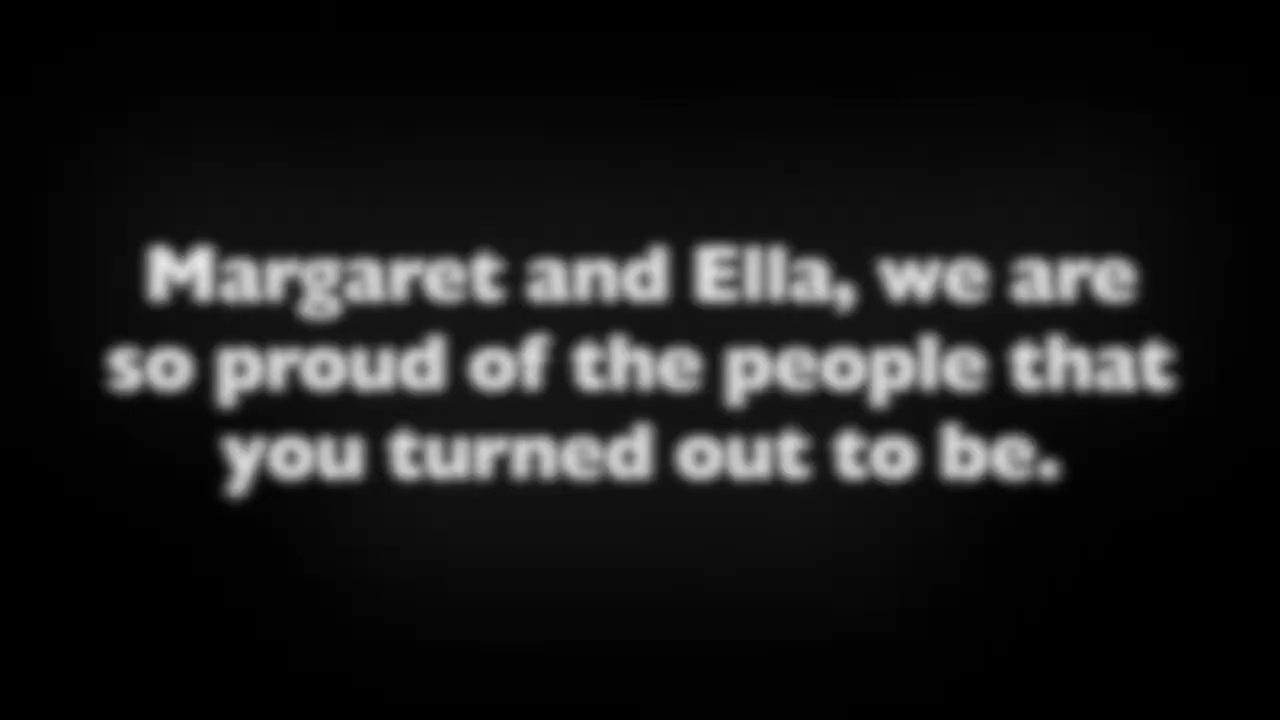 Margaret and Ella, we are
so proud of the people that
you turned out to be.